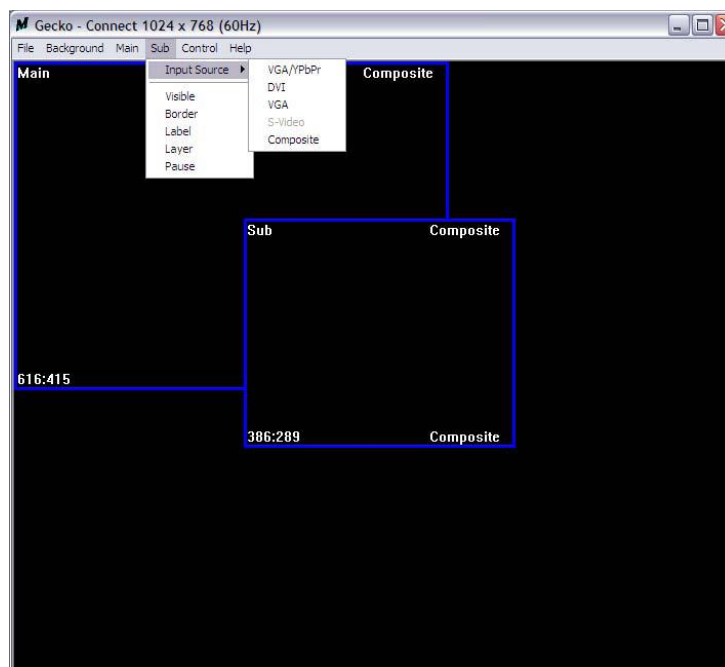 M Gecko - Connect 1024 x 768 (60Hz)
File Background Main Sub Control Help
Main Composite
Input Source
Visible
Border
Label
Layer
Pause
VGA/YPbPr
DVI
VGA
S-Video
Composite
Sub Composite
616:415
386:289 Composite